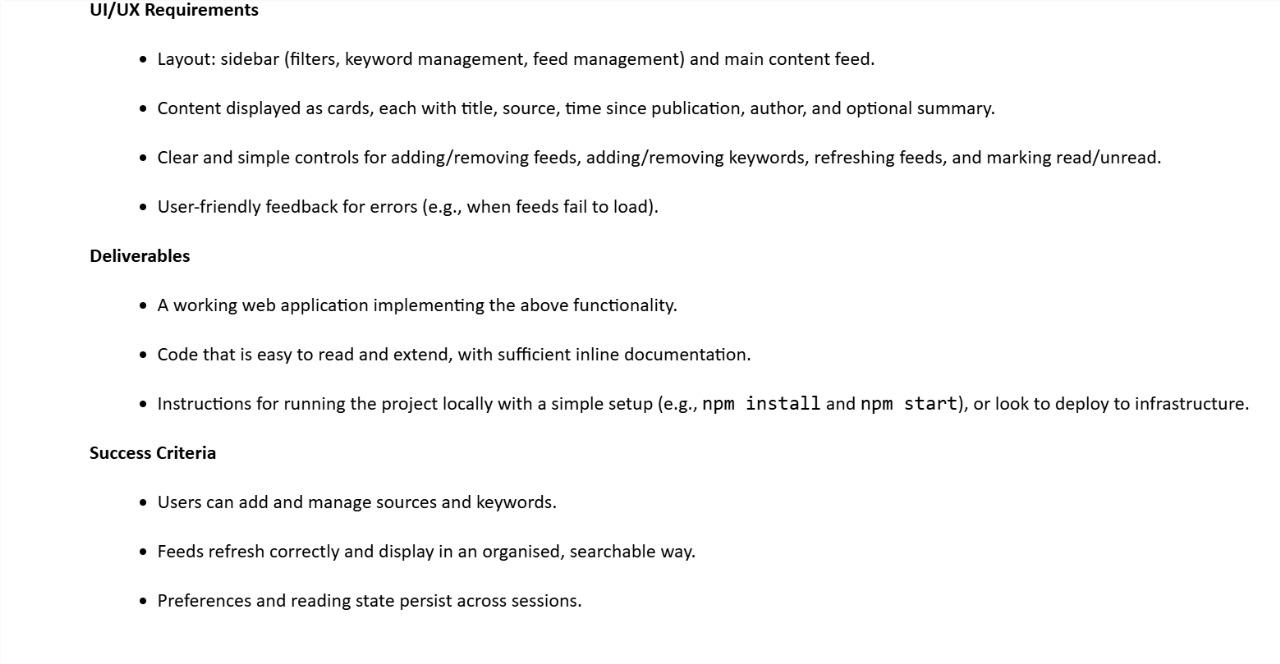 UI/UX Requirements
• Layout: sidebar (filters, keyword management, feed management) and main content feed.
• Content displayed as cards, each with title, source, time since publication, author, and optional summary.
• Clear and simple controls for adding/removing feeds, adding/removing keywords, refreshing feeds, and marking read/unread.
• User-friendly feedback for errors (e.g., when feeds fail to load).
Deliverables
• A working web application implementing the above functionality.
• Code that is easy to read and extend, with sufficient inline documentation.
• Instructions for running the project locally with a simple setup (e.g., npm install and npm start), or look to deploy to infrastructure.
Success Criteria
• Users can add and manage sources and keywords.
• Feeds refresh correctly and display in an organised, searchable way.
• Preferences and reading state persist across sessions.